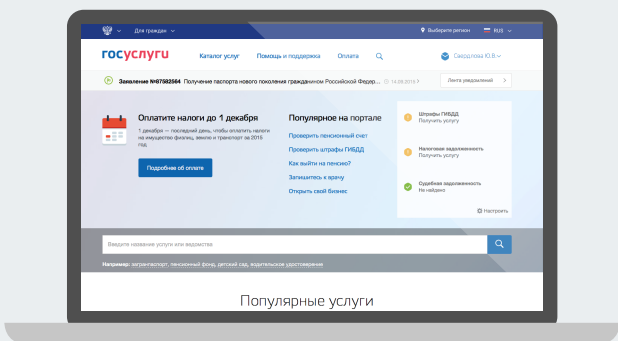 Для граждан
Выберите регион
RUS
госуслуги
Каталог услуг
Помощь и поддержка
Оплата
Свердлова Ю.В
Заявление №87582564 Получение паспорта нового поколения гражданином Российской Федер...
14.09.2015
Лента уведомлений
Оплатите налоги до 1 декабря
1 декабря — последний день, чтобы оплатить налоги
на имущество физлиц, землю и транспорт за 2015
год.
Подробнее об оплате
Популярное на портале
Проверить пенсионный счет
Проверить штрафы ГИБДД
Как выйти на пенсию?
Запишитесь к врачу
Открыть свой бизнес
Штрафы ГИБДД
Получить услугу
Налоговая задолженность
Получить услугу
Судебная задолженность
Не найдено
Настроить
Введите название услуги или ведомства
Например: загранпаспорт, пенсионный фонд, детский сад, водительское удостоверение
Популярные услуги